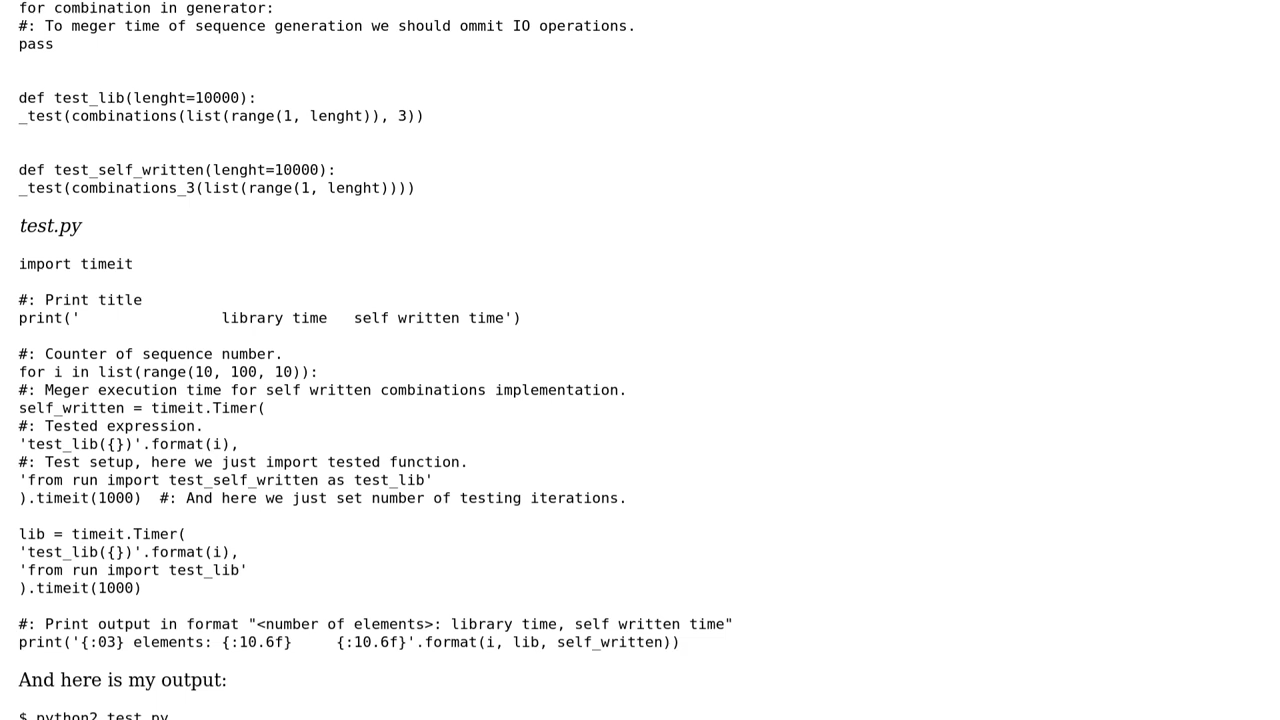 for combination in generator:
#: To meger time of sequence generation we should ommit IO operations.
pass
def test_lib(lenght=10000):
_test(combinations(list(range(1, lenght)), 3))
def test_self_written(lenght=10000):
_test(combinations_3(list(range(1, lenght))))
test.py
import timeit
#: Print title
print('                library time   self written time')
#: Counter of sequence number.
for i in list(range(10, 100, 10)):
#: Meger execution time for self written combinations implementation.
self_written = timeit.Timer(
#: Tested expression.
'test_lib({})'.format(i),
#: Test setup, here we just import tested function.
'from run import test_self_written as test_lib'
).timeit(1000)  #: And here we just set number of testing iterations.
lib = timeit.Timer(
'test_lib({})'.format(i),
'from run import test_lib'
).timeit(1000)
#: Print output in format "<number of elements>: library time, self written time"
print('{:03} elements: {:10.6f}     {:10.6f}'.format(i, lib, self_written))
And here is my output:
$ python2 test.py